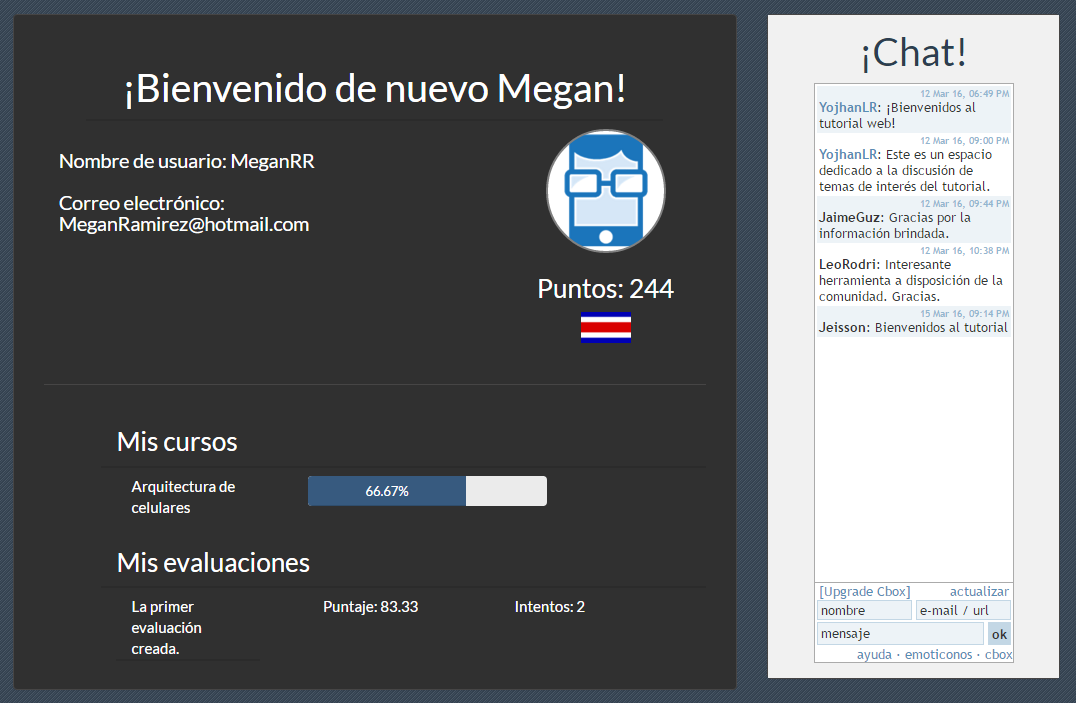 ¡Bienvenido de nuevo Megan!
Nombre de usuario: MeganRR
Correo electrónico:
MeganRamirez@hotmail.com
Puntos: 244
Mis cursos
Arquitectura de
celulares
66.67%
Mis evaluaciones
La primer
evaluación
creada.
Puntaje: 83.33
Intentos: 2
¡Chat!
12 Mar 16, 06:49 PM
YojhanLR: ¡Bienvenidos al
tutorial web!
12 Mar 16, 09:00 PM
YojhanLR: Este es un espacio
dedicado a la discusión de
temas de interés del tutorial.
12 Mar 16, 09:44 PM
JaimeGuz: Gracias por la
información brindada.
12 Mar 16, 10:38 PM
LeoRodri: Interesante
herramienta a disposición de la
comunidad. Gracias.
15 Mar 16, 09:14 PM
Jeisson: Bienvenidos al tutorial
[Upgrade Cbox] actualizar
nombre e-mail / url
mensaje ok
ayuda · emoticonos · cbox